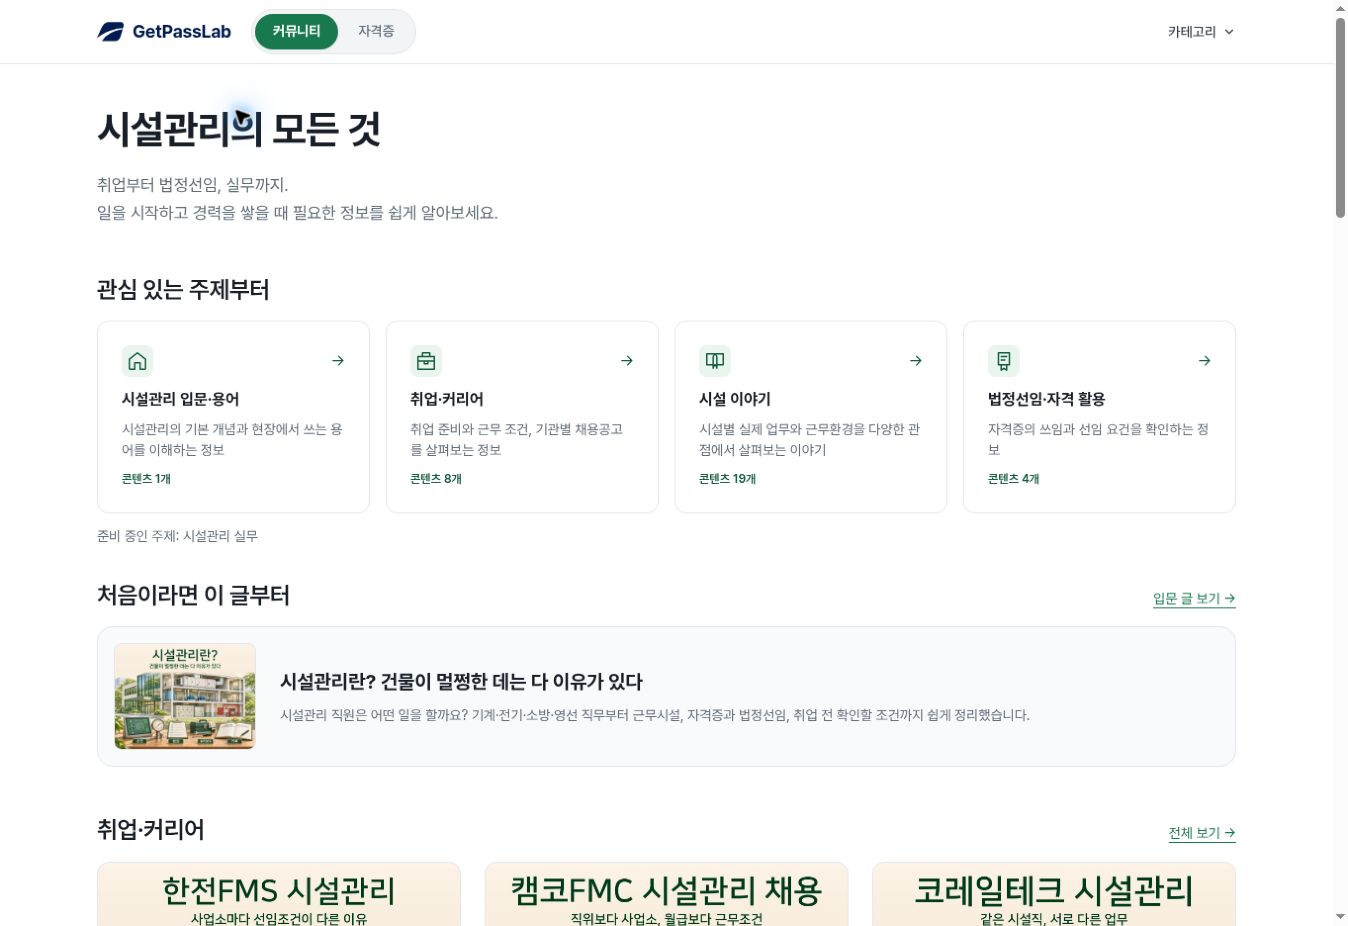 GetPassLab
커뮤니티
자격증
카테고리
시설관리의 모든 것
취업부터 법정선임, 실무까지.
일을 시작하고 경력을 쌓을 때 필요한 정보를 쉽게 알아보세요.
관심 있는 주제부터
시설관리 입문·용어
시설관리의 기본 개념과 현장에서 쓰는 용
어를 이해하는 정보
콘텐츠 1개
취업·커리어
취업 준비와 근무 조건, 기관별 채용공고
를 살펴보는 정보
콘텐츠 8개
시설 이야기
시설별 실제 업무와 근무환경을 다양한 관
점에서 살펴보는 이야기
콘텐츠 19개
법정선임·자격 활용
자격증의 쓰임과 선임 요건을 확인하는 정
보
콘텐츠 4개
준비 중인 주제: 시설관리 실무
처음이라면 이 글부터
입문 글 보기 →
시설관리란?
건물이 멀쩡한 데는 다 이유가 있다
시설관리란? 건물이 멀쩡한 데는 다 이유가 있다
시설관리 직원은 어떤 일을 할까요? 기계·전기·소방·영선 직무부터 근무시설, 자격증과 법정선임, 취업 전 확인할 조건까지 쉽게 정리했습니다.
취업·커리어
전체 보기 →
한전FMS 시설관리
사업소마다 선임조건이 다른 이유
캠코FMC 시설관리 채용
직위보다 사업소, 월급보다 근무조건
코레일테크 시설관리
같은 시설직, 서로 다른 업무